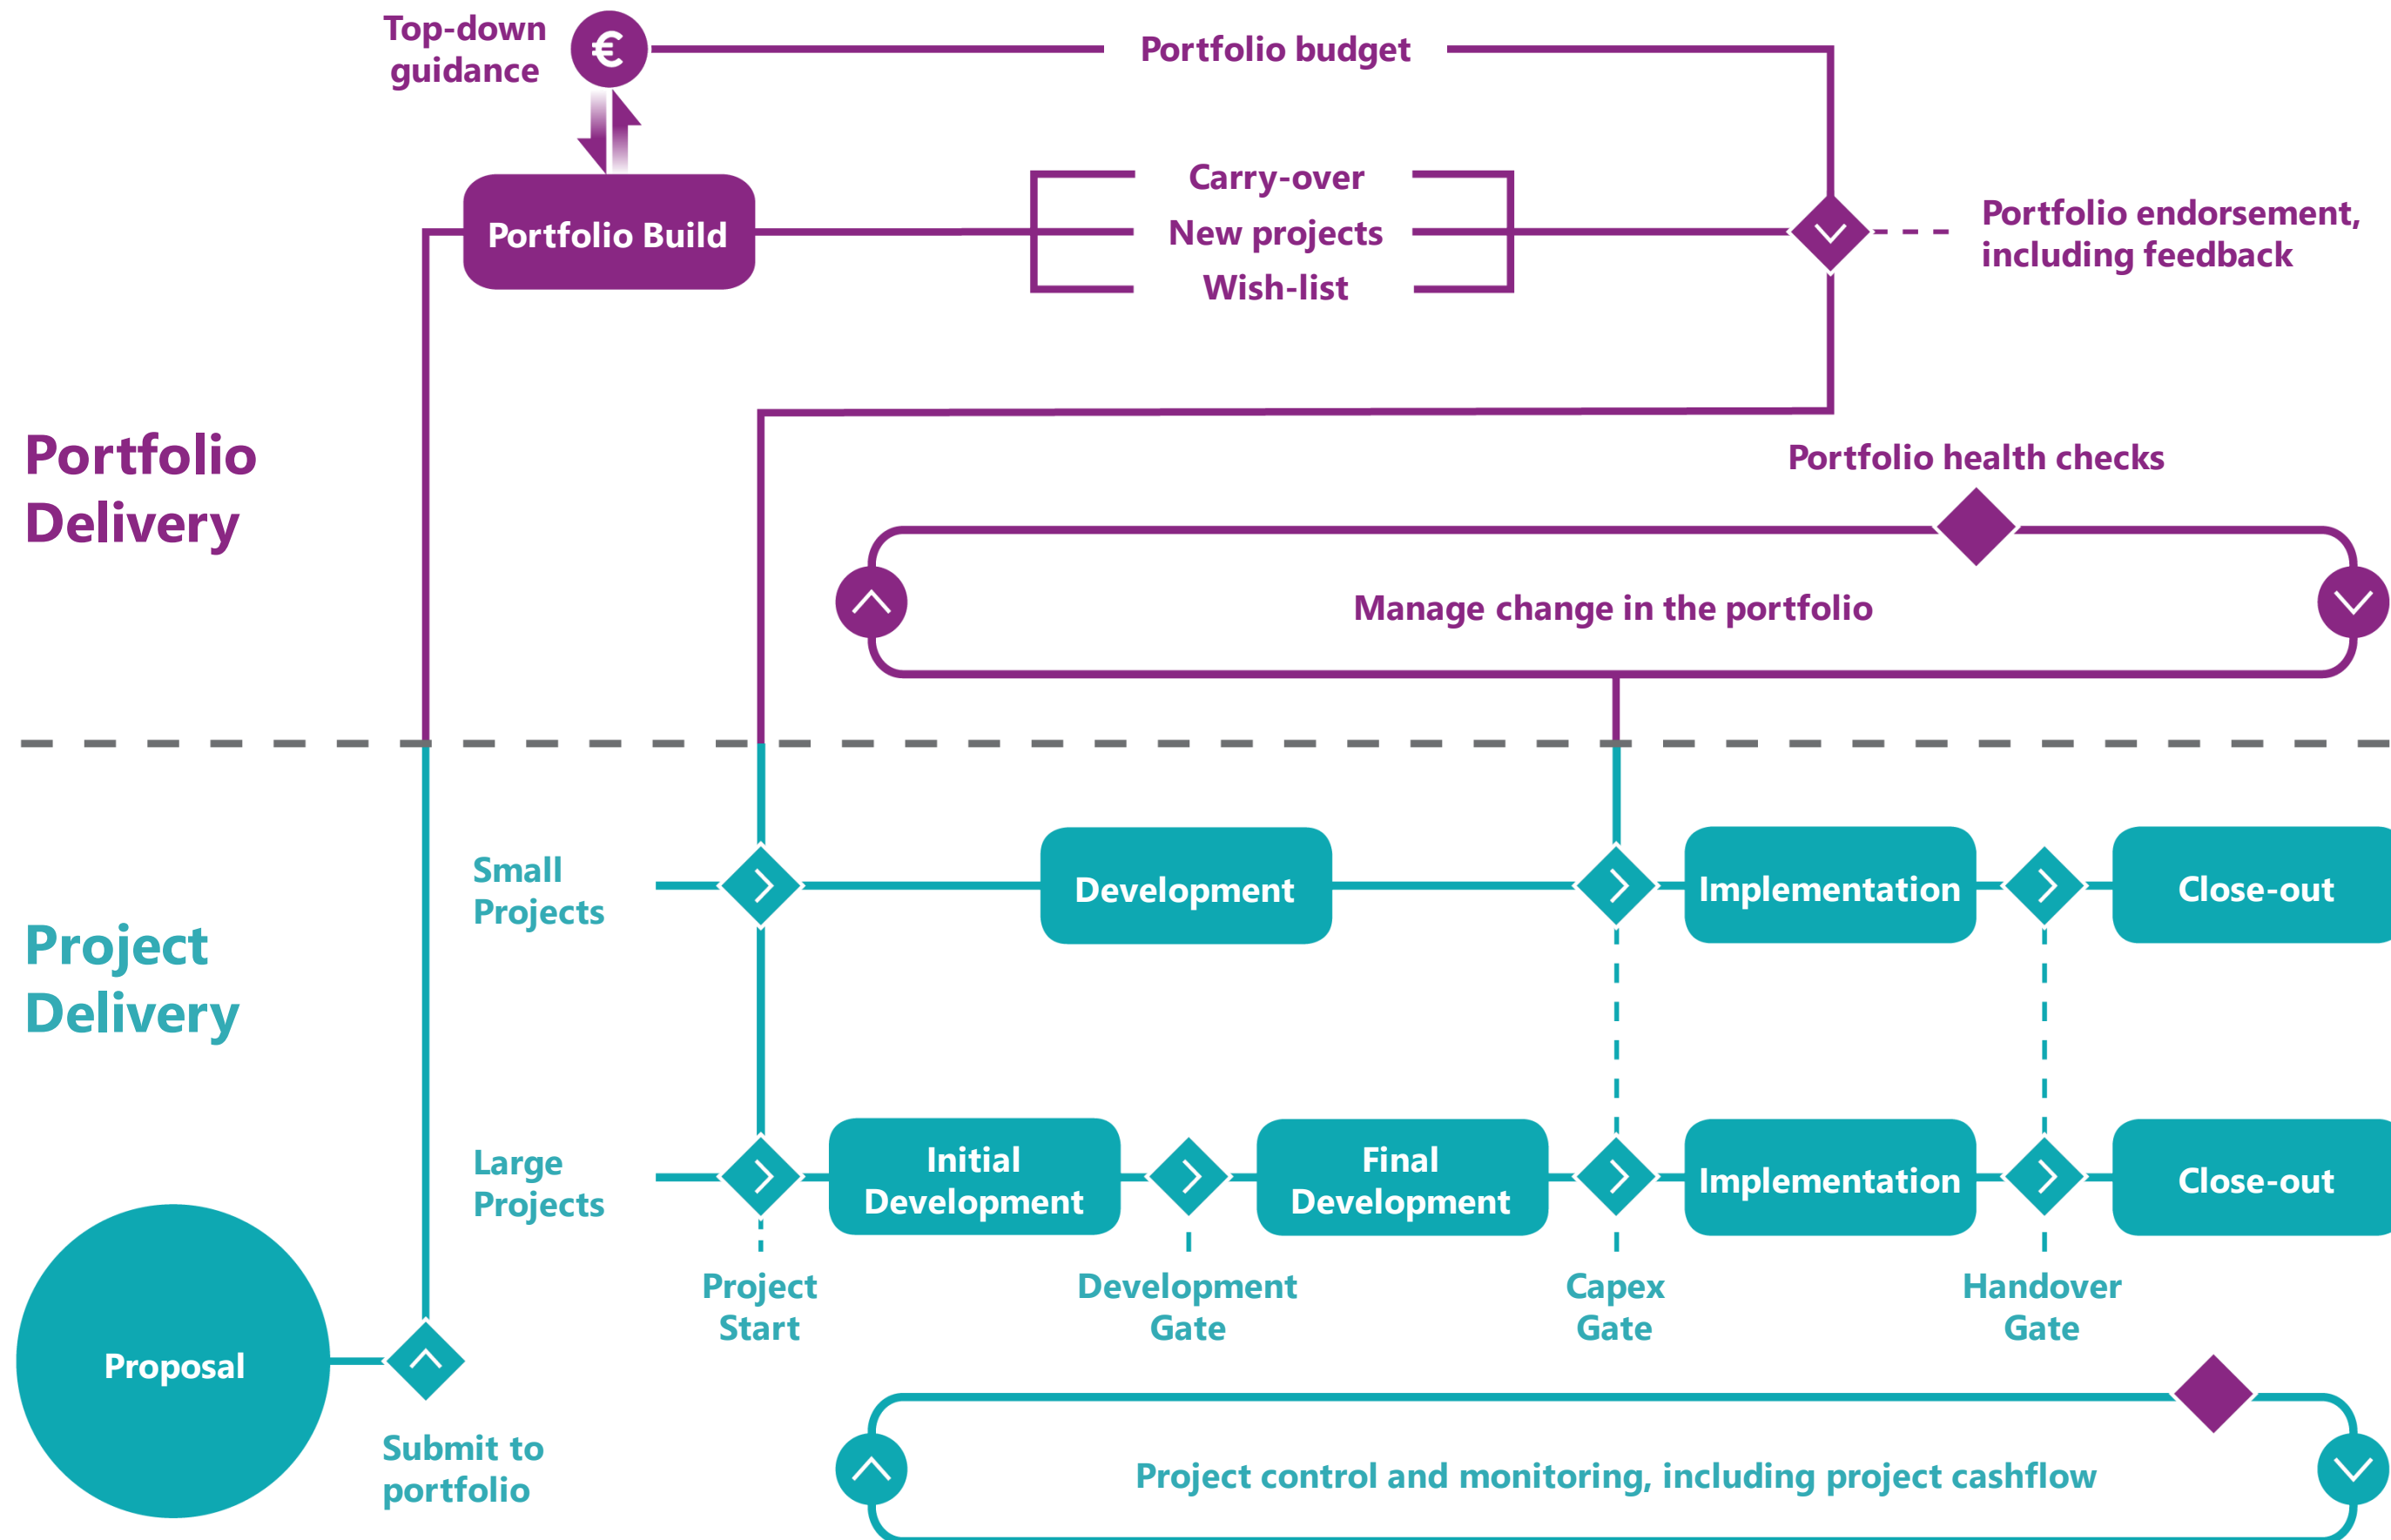 Top-down
guidance
€
Portfolio budget
Portfolio Build
Carry-over
New projects
Wish-list
Portfolio endorsement,
including feedback
Portfolio
Delivery
Portfolio health checks
Manage change in the portfolio
Project
Delivery
Small
Projects
Development
Implementation
Close-out
Large
Projects
Initial
Development
Final
Development
Implementation
Close-out
Project
Start
Development
Gate
Capex
Gate
Handover
Gate
Proposal
Submit to
portfolio
Project control and monitoring, including project cashflow